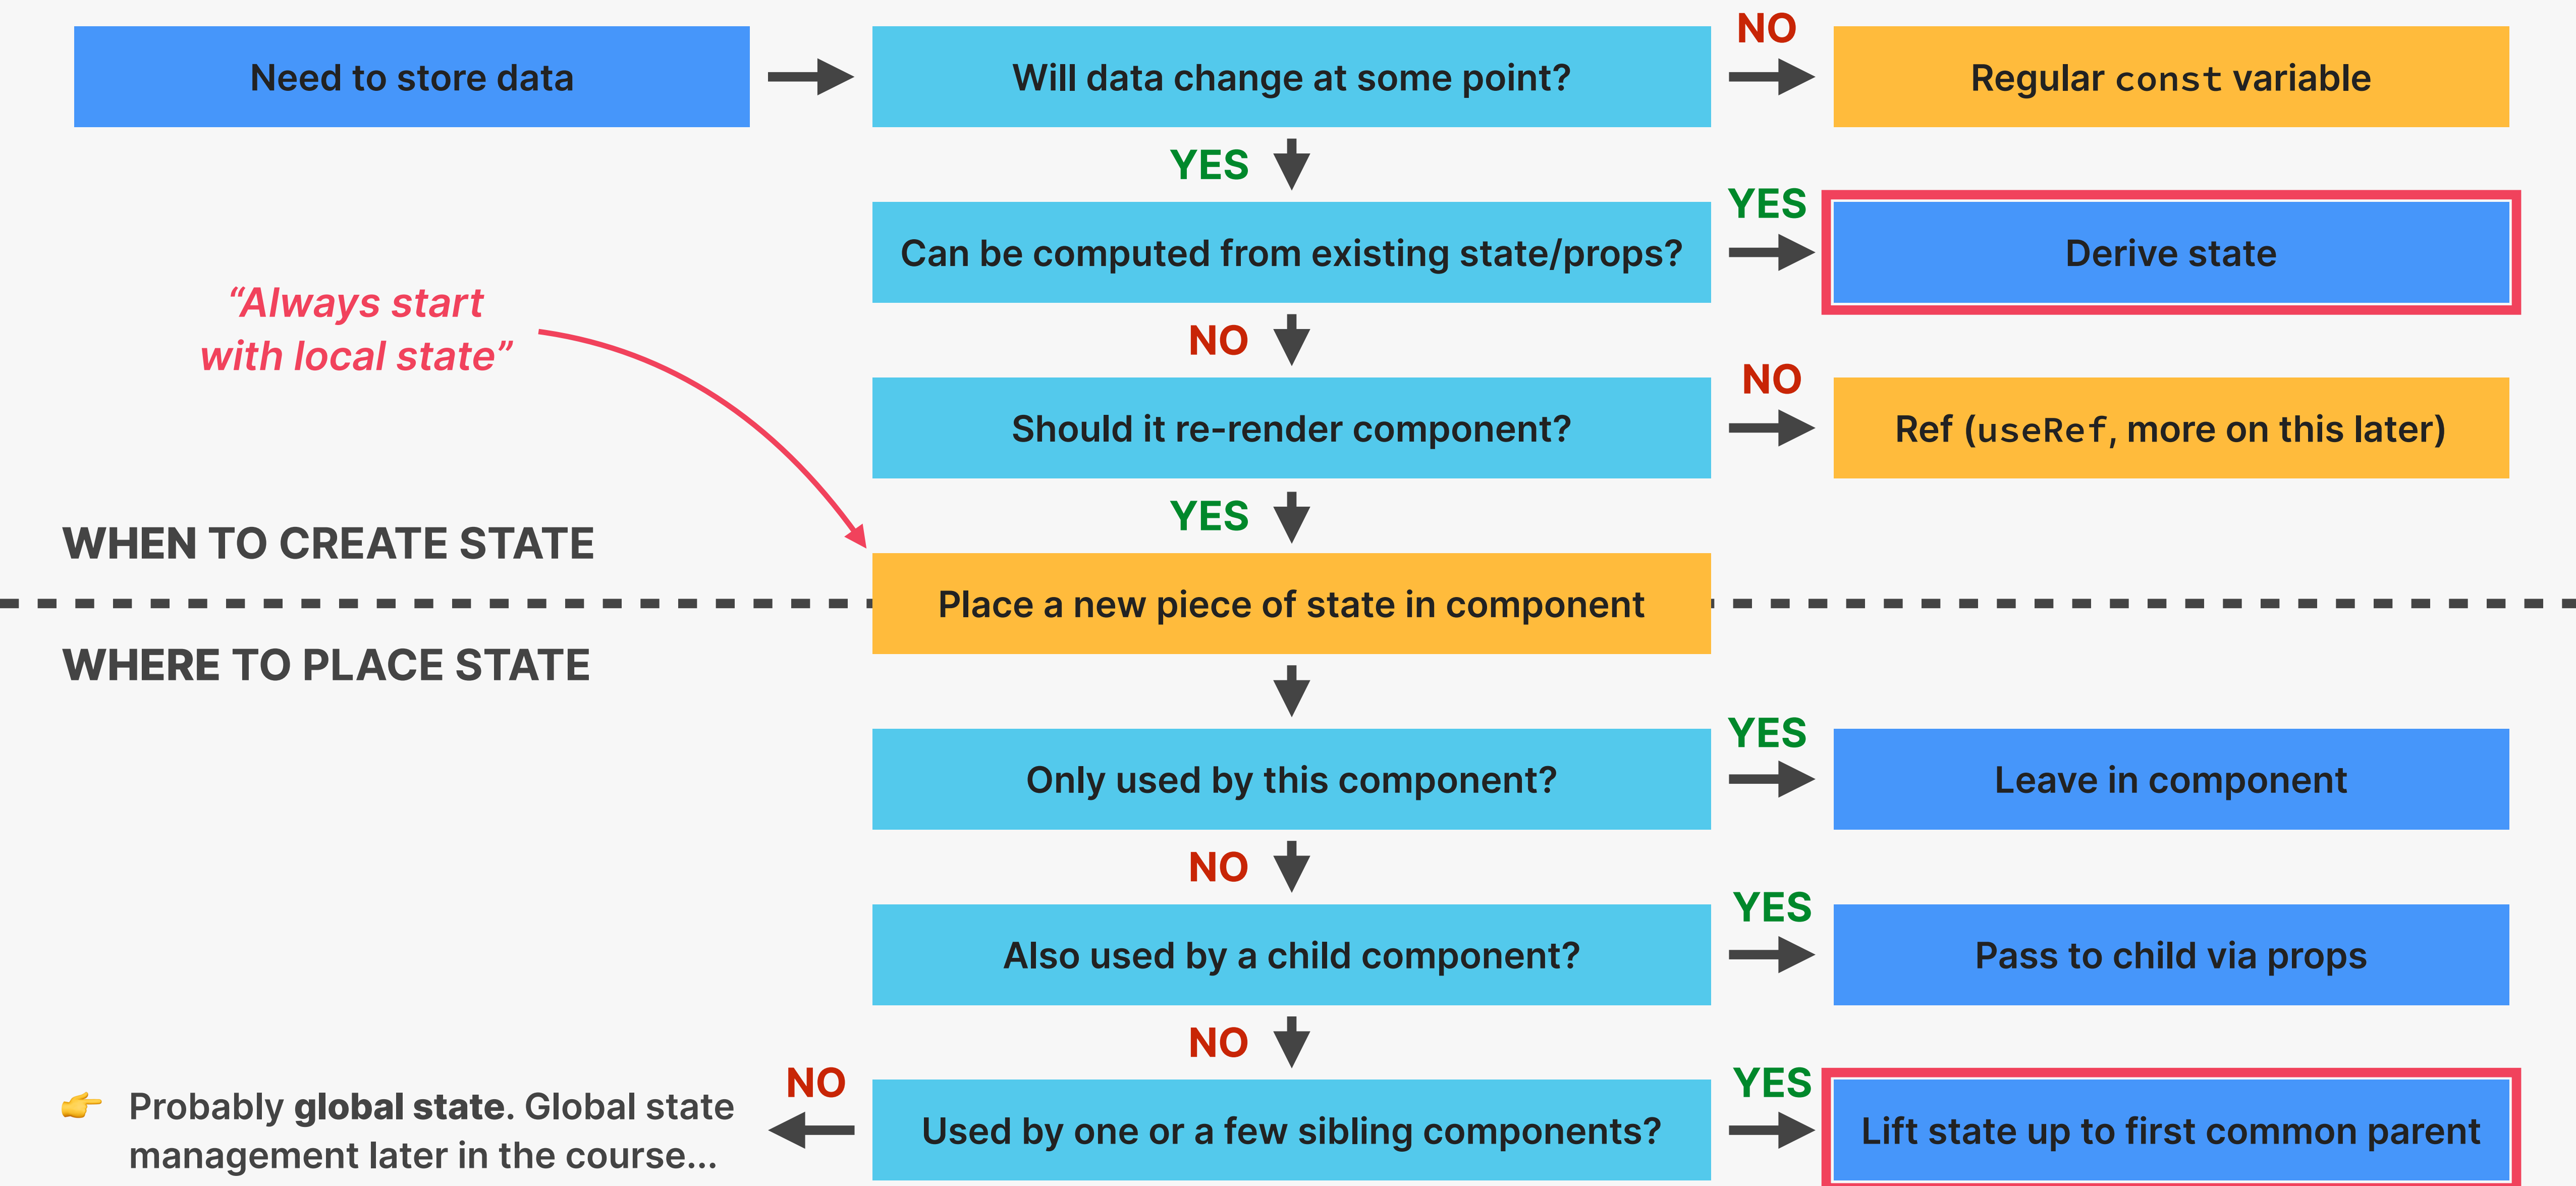 Need to store data
Will data change at some point?
NO
Regular const variable
YES
Can be computed from existing state/props?
YES
Derive state
“Always start
with local state”
NO
Should it re-render component?
NO
Ref (useRef, more on this later)
YES
WHEN TO CREATE STATE
Place a new piece of state in component
WHERE TO PLACE STATE
Only used by this component?
YES
Leave in component
NO
Also used by a child component?
YES
Pass to child via props
NO
Used by one or a few sibling components?
YES
Lift state up to first common parent
NO
👉 Probably global state. Global state
management later in the course...